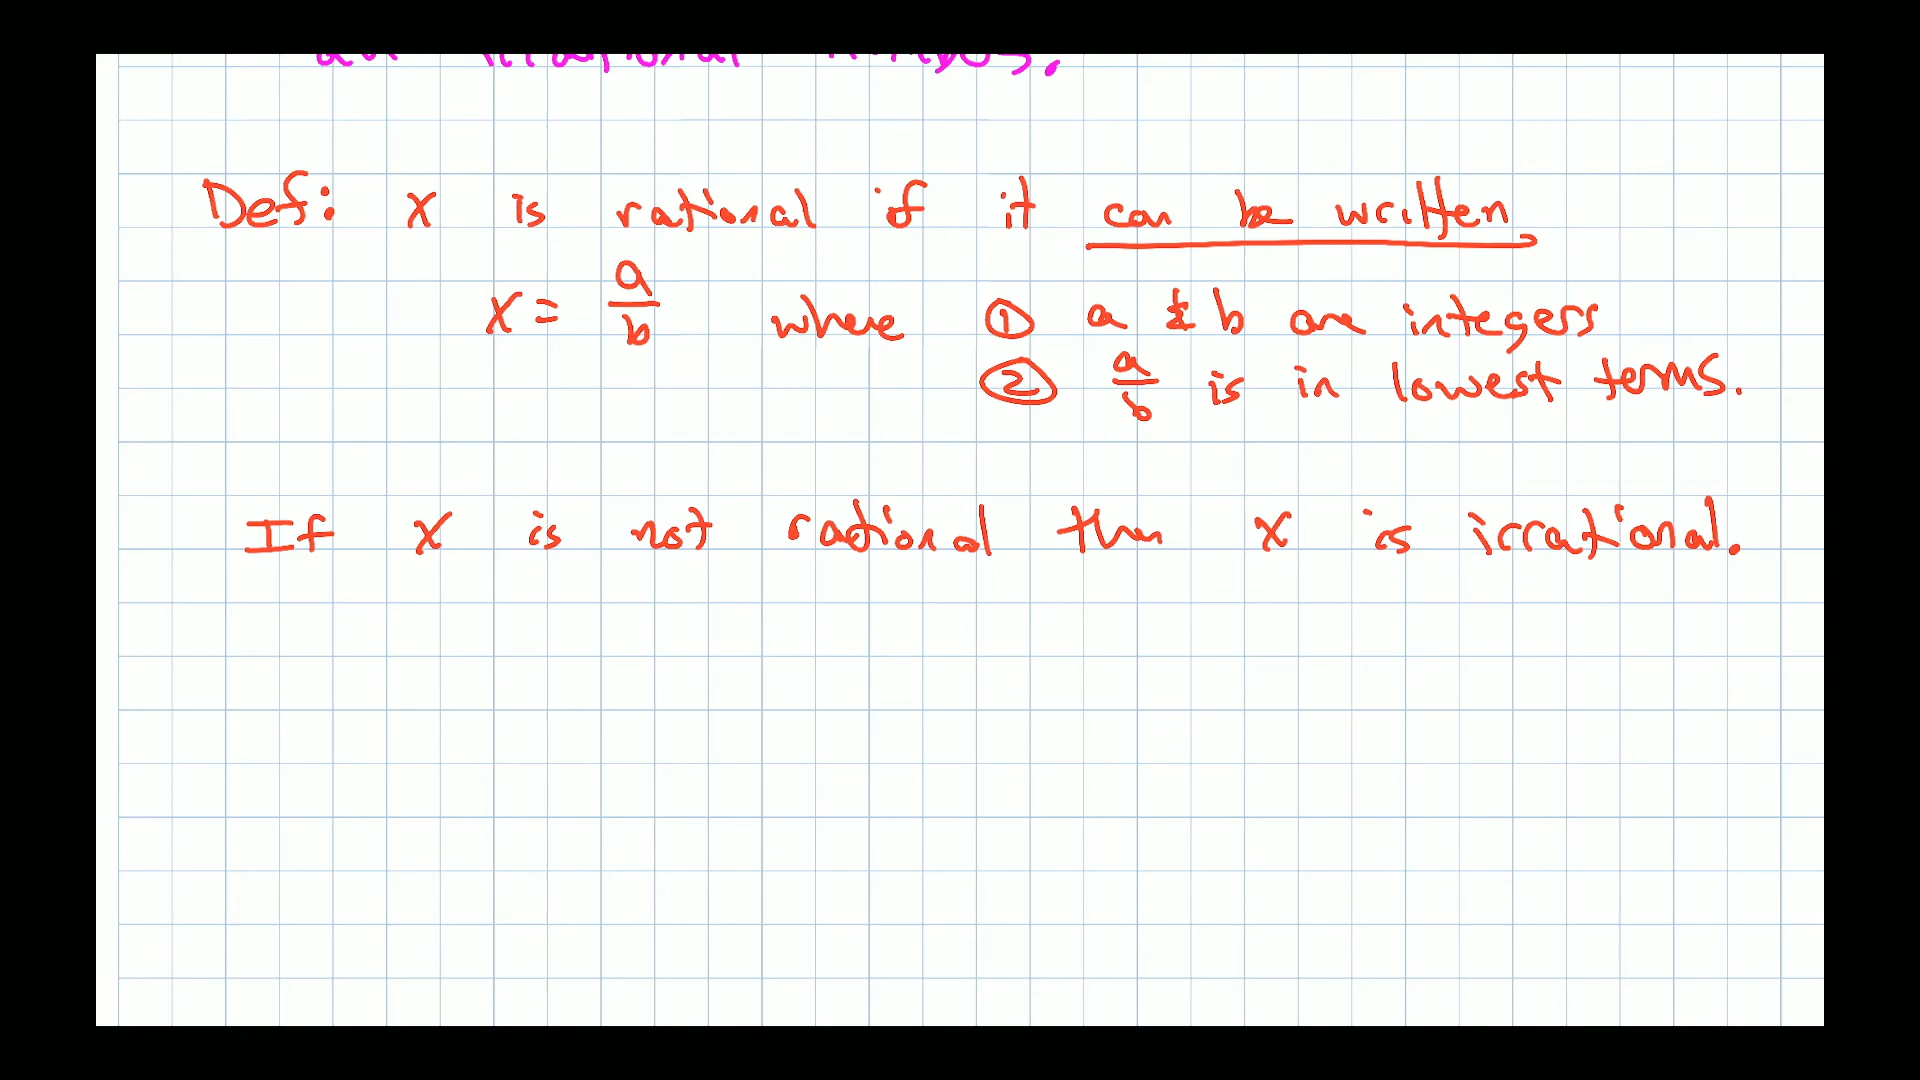 Def: x is rational if it can be written
x = a/b where ① a & b are integers
② a/b is in lowest terms.
If x is not rational then x is irrational.